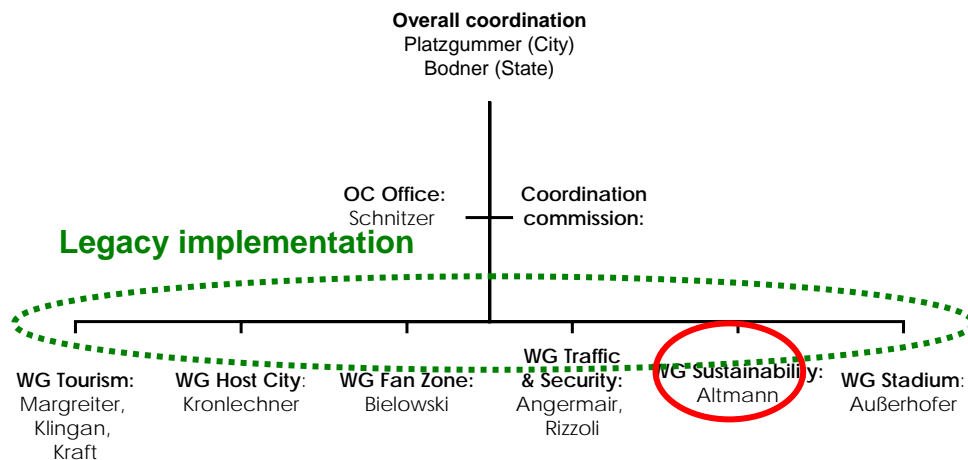 Overall coordination
Platzgummer (City)
Bodner (State)
OC Office:
Schnitzer
Coordination
commission:
Legacy implementation
WG Tourism:
Margreiter,
Klingan,
Kraft
WG Host City:
Kronlechner
WG Fan Zone:
Bielowski
WG Traffic
& Security:
Angermair,
Rizzoli
WG Sustainability:
Altmann
WG Stadium:
Außerhofer